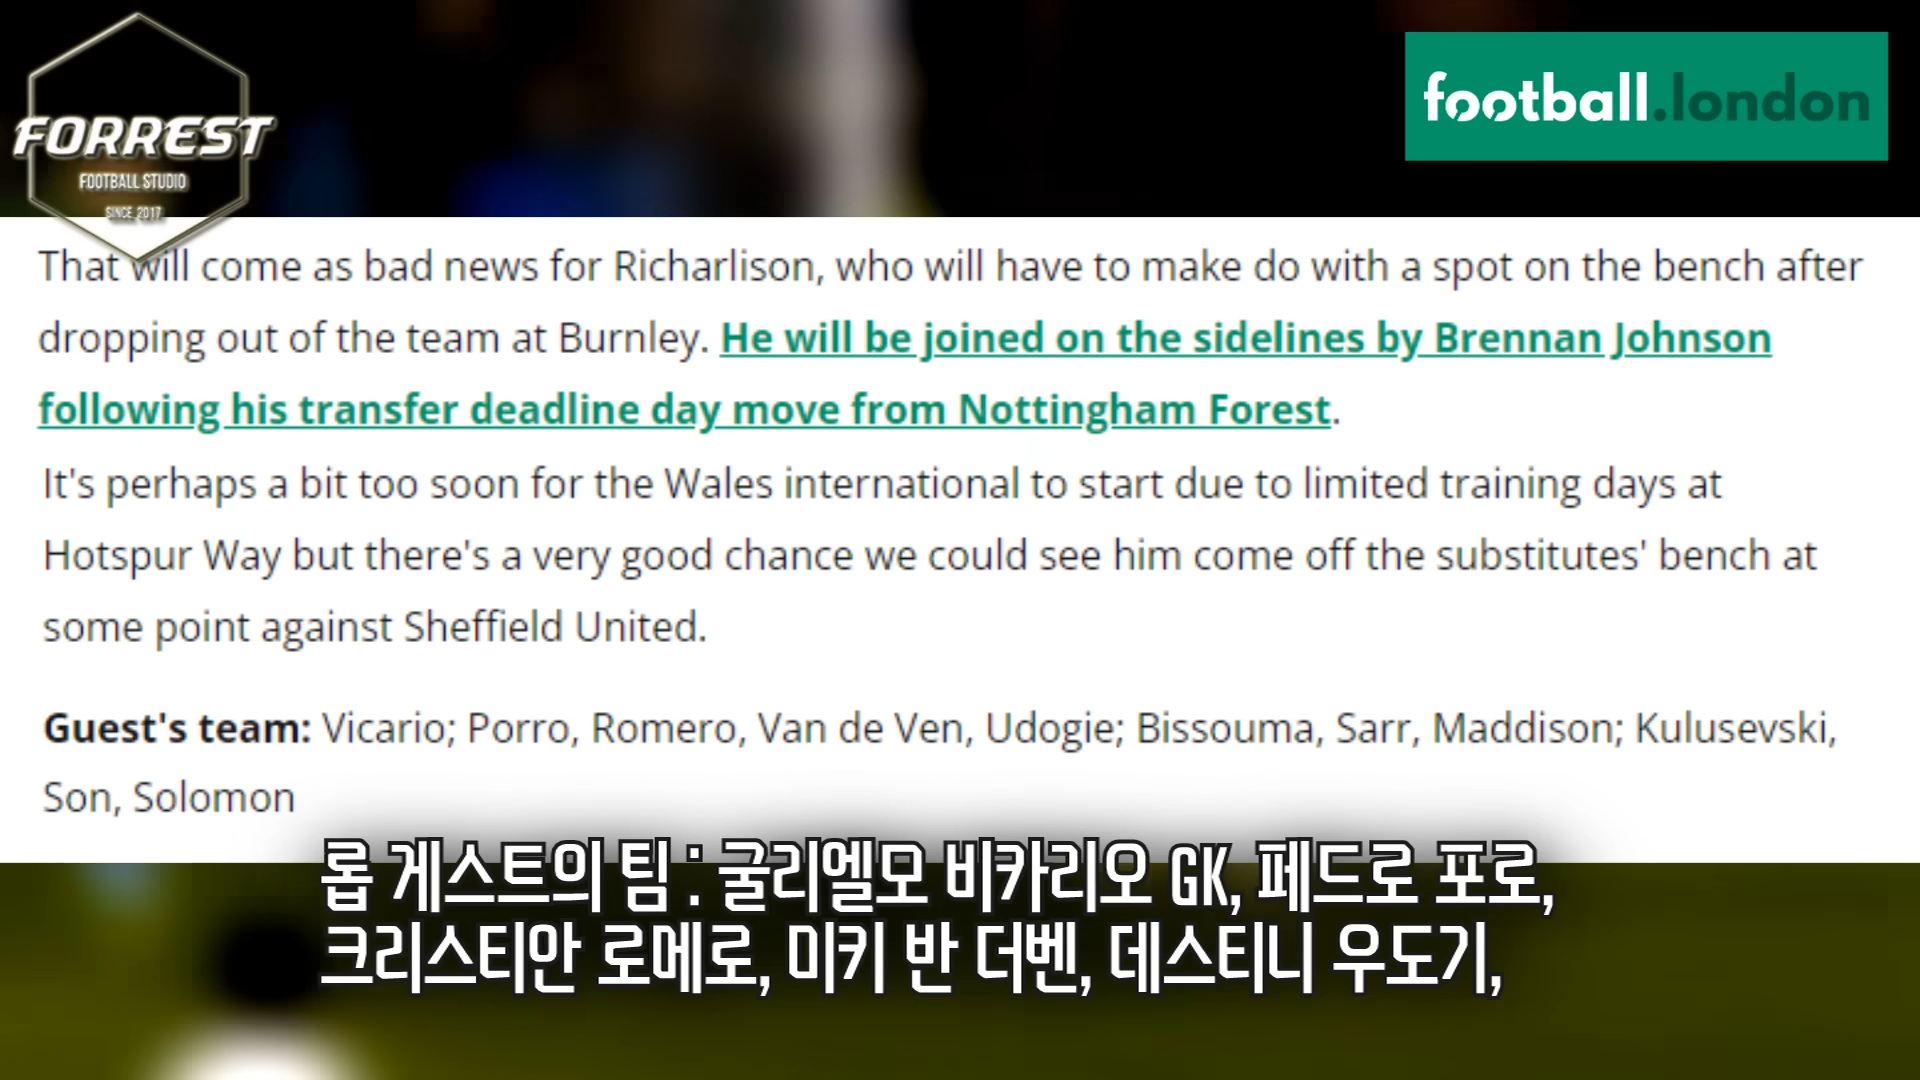 FORREST
FOOTBALL STUDIO
SINCE 2017
football.london
That will come as bad news for Richarlison, who will have to make do with a spot on the bench after
dropping out of the team at Burnley. He will be joined on the sidelines by Brennan Johnson
following his transfer deadline day move from Nottingham Forest.
It's perhaps a bit too soon for the Wales international to start due to limited training days at
Hotspur Way but there's a very good chance we could see him come off the substitutes' bench at
some point against Sheffield United.
Guest's team: Vicario; Porro, Romero, Van de Ven, Udogie; Bissouma, Sarr, Maddison; Kulusevski,
Son, Solomon
롭 게스트의 팀 : 굴리엘모 비카리오 GK, 페드로 포로,
크리스티안 로메로, 미키 반 더벤, 데스티니 우도기,